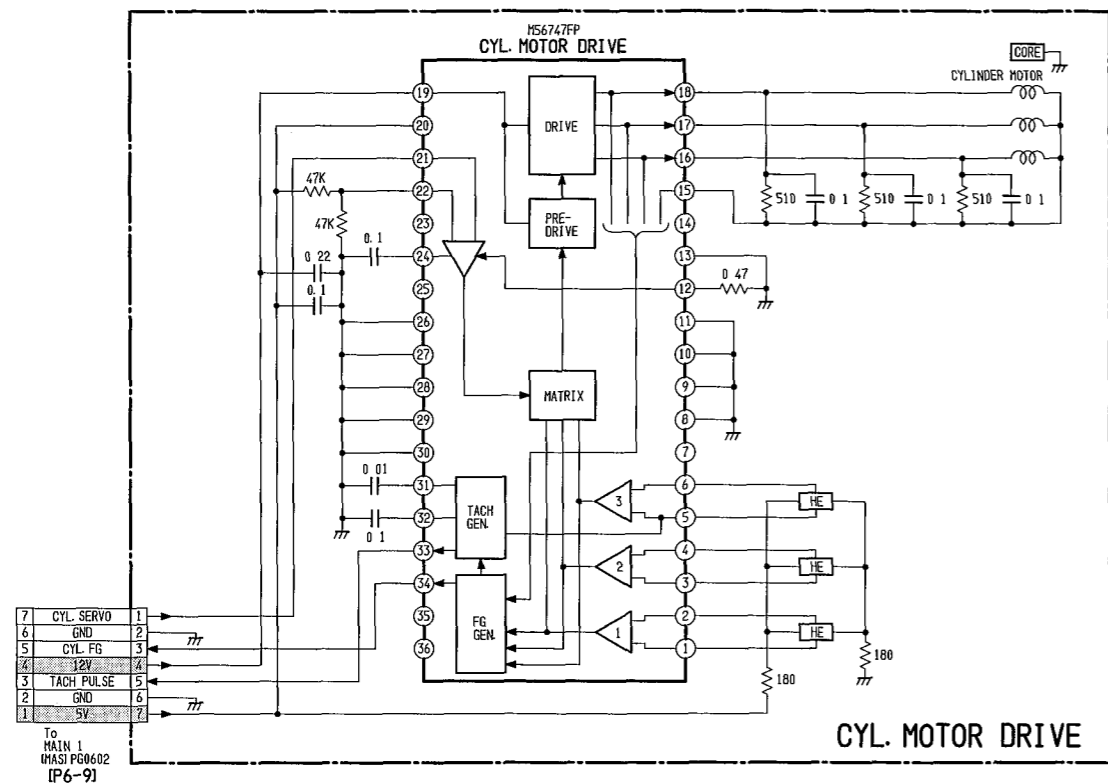 M56747FP
CYL. MOTOR DRIVE
CORE
CYLINDER MOTOR
19
20
21
22
23
24
25
26
27
28
29
30
31
32
33
34
35
36
18
17
16
15
14
13
12
11
10
9
8
7
6
5
4
3
2
1
DRIVE
PRE-
DRIVE
MATRIX
TACH
GEN.
FG
GEN.
3
2
1
47K
47K
0.1
0 22
0.1
0 01
0 1
510
0 1
510
0 1
510
0 1
0 47
HE
HE
HE
180
180
7 CYL. SERVO 1
6 GND 2
5 CYL. FG 3
4 12V 4
3 TACH PULSE 5
2 GND 6
1 5V 7
To
MAIN 1
(MAS) PG0602
[P6-9]
CYL. MOTOR DRIVE